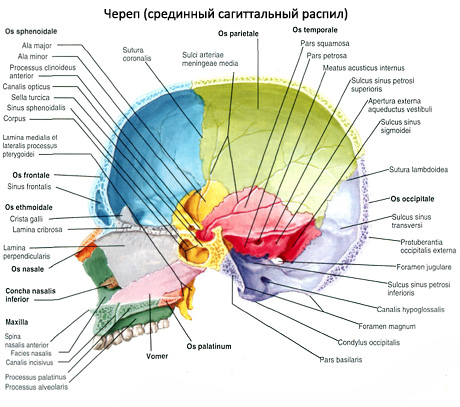 Череп (срединный сагиттальный распил)
Os sphenoidale
Ala major
Ala minor
Processus clinoideus
anterior
Canalis opticus
Sella turcica
Sinus sphenoidalis
Corpus
Lamina medialis et
lateralis processus
pterygoidei
Os frontale
Sinus frontalis
Os ethmoidale
Crista galli
Lamina cribrosa
Lamina
perpendicularis
Os nasale
Concha nasalis
inferior
Maxilla
Spina
nasalis anterior
Facies nasalis
Canalis incisivus
Processus palatinus
Processus alveolaris
Sutura
coronalis
Sulci arteriae
meningeae media
Os parietale
Os temporale
Pars squamosa
Pars petrosa
Meatus acusticus internus
Sulcus sinus petrosi
superioris
Apertura externa
aqueductus vestibuli
Sulcus sinus
sigmoidei
Sutura lambdoidea
Os occipitale
Sulcus sinus
transversi
Protuberantia
occipitalis externa
Foramen jugulare
Sulcus sinus petrosi
inferioris
Canalis hypoglossalis
Foramen magnum
Condylus occipitalis
Pars basilaris
Os palatinum
Vomer